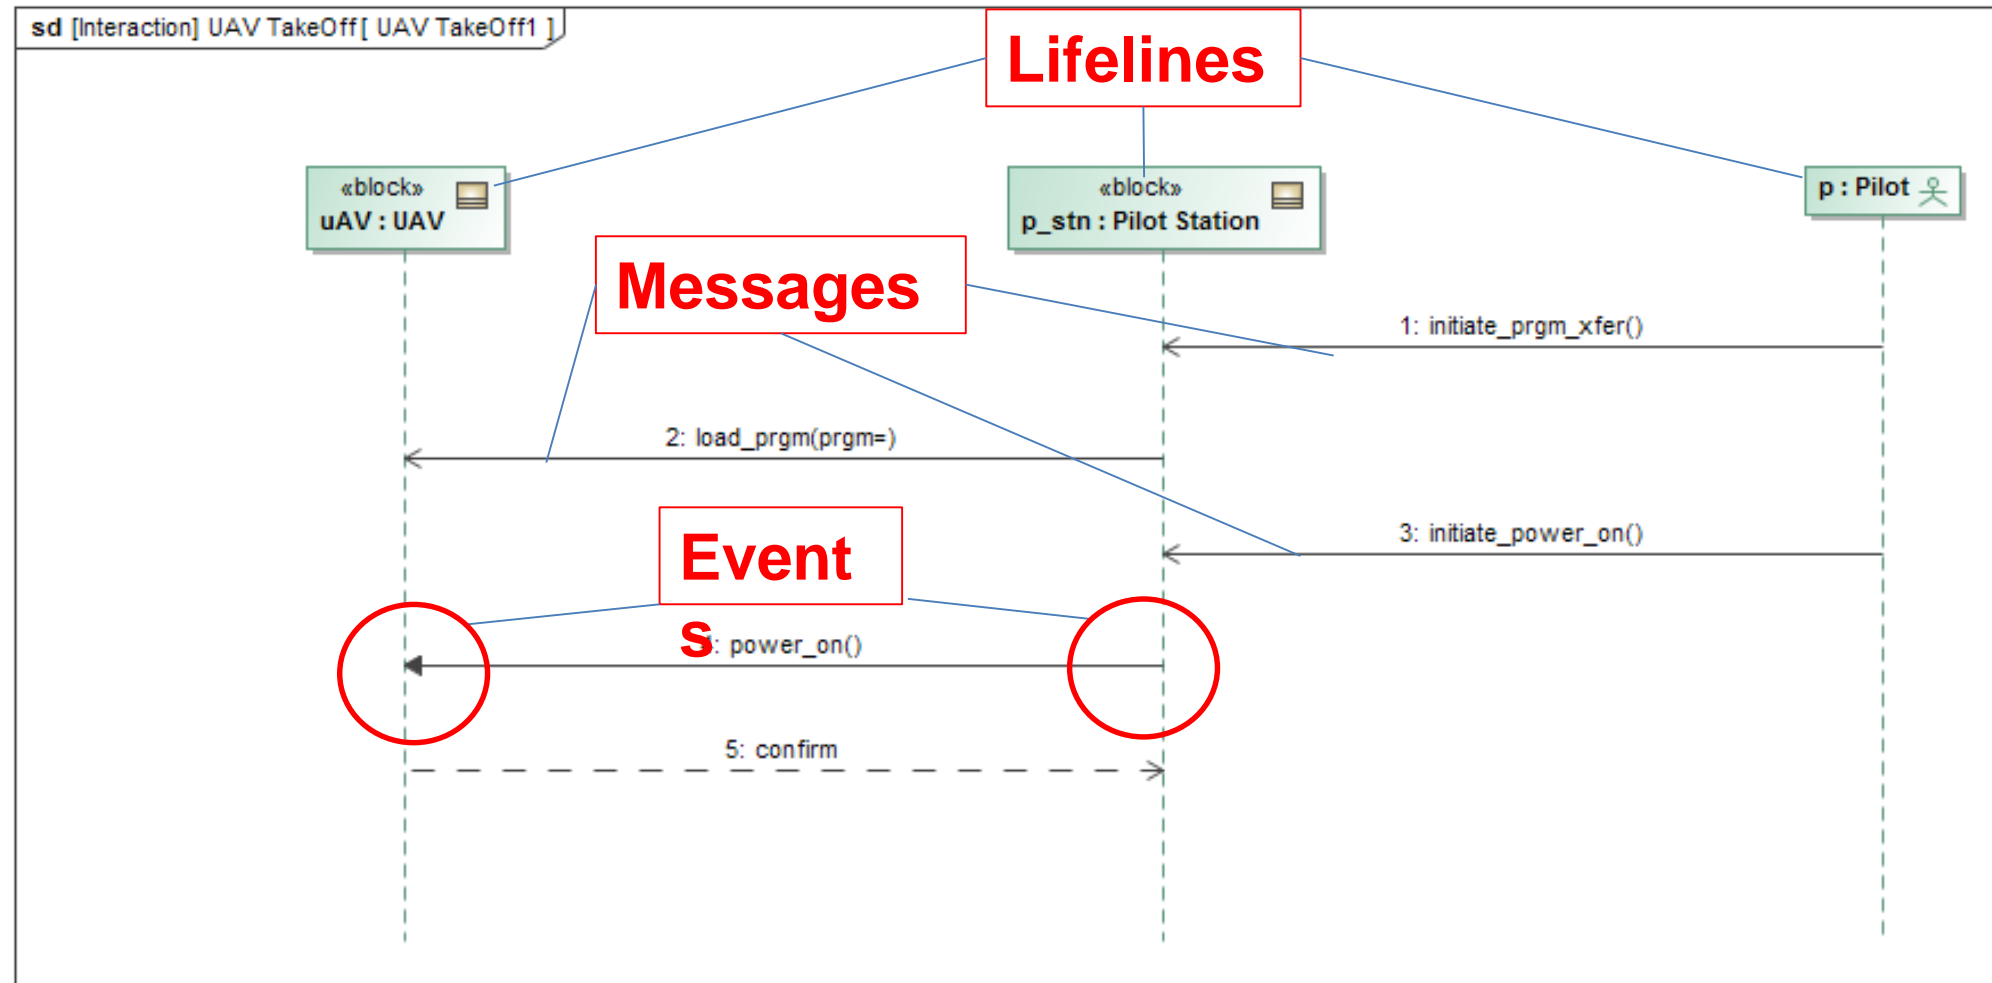 sd [Interaction] UAV TakeOff [ UAV TakeOff1 ]
Lifelines
«block»
uAV : UAV
«block»
p_stn : Pilot Station
p : Pilot
Messages
1: initiate_prgm_xfer()
2: load_prgm(prgm=)
3: initiate_power_on()
Event
s
: power_on()
5: confirm